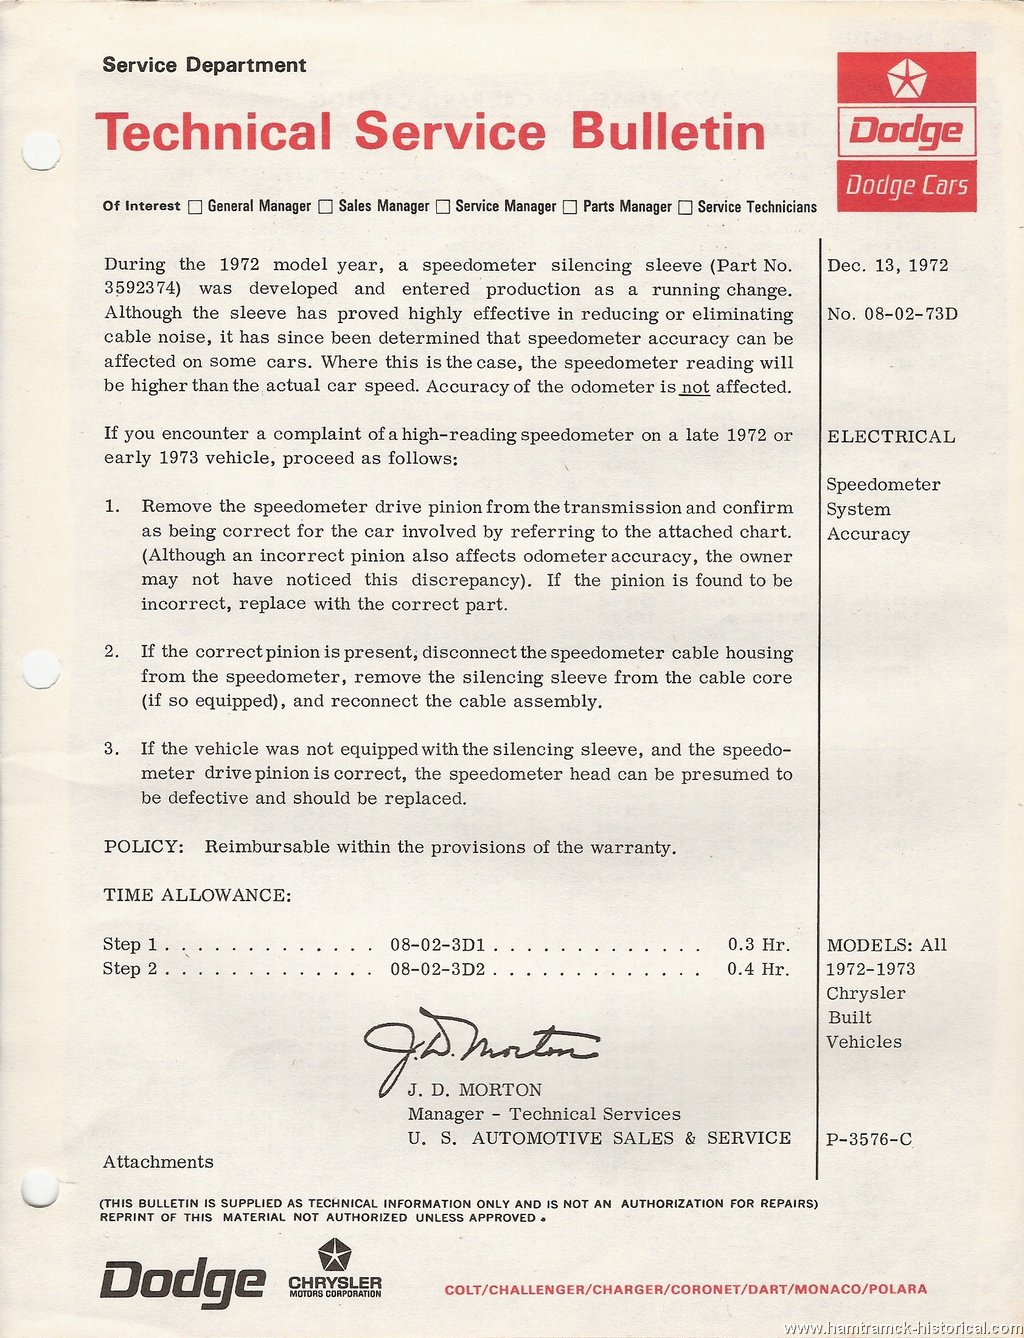 Service Department
Technical Service Bulletin
Dodge
Dodge Cars
Of Interest □ General Manager □ Sales Manager □ Service Manager □ Parts Manager □ Service Technicians
During the 1972 model year, a speedometer silencing sleeve (Part No.
3592374) was developed and entered production as a running change.
Although the sleeve has proved highly effective in reducing or eliminating
cable noise, it has since been determined that speedometer accuracy can be
affected on some cars. Where this is the case, the speedometer reading will
be higher than the actual car speed. Accuracy of the odometer is not affected.
If you encounter a complaint of a high-reading speedometer on a late 1972 or
early 1973 vehicle, proceed as follows:
1. Remove the speedometer drive pinion from the transmission and confirm
as being correct for the car involved by referring to the attached chart.
(Although an incorrect pinion also affects odometer accuracy, the owner
may not have noticed this discrepancy). If the pinion is found to be
incorrect, replace with the correct part.
2. If the correct pinion is present, disconnect the speedometer cable housing
from the speedometer, remove the silencing sleeve from the cable core
(if so equipped), and reconnect the cable assembly.
3. If the vehicle was not equipped with the silencing sleeve, and the speedo-
meter drive pinion is correct, the speedometer head can be presumed to
be defective and should be replaced.
POLICY: Reimbursable within the provisions of the warranty.
TIME ALLOWANCE:
Step 1 . . . . . . . . . . . . . 08-02-3D1 . . . . . . . . . . . . . 0.3 Hr.
Step 2 . . . . . . . . . . . . . 08-02-3D2 . . . . . . . . . . . . . 0.4 Hr.
J. D. Morton
J. D. MORTON
Manager - Technical Services
U. S. AUTOMOTIVE SALES & SERVICE
Attachments
Dec. 13, 1972
No. 08-02-73D
ELECTRICAL
Speedometer
System
Accuracy
MODELS: All
1972-1973
Chrysler
Built
Vehicles
P-3576-C
(THIS BULLETIN IS SUPPLIED AS TECHNICAL INFORMATION ONLY AND IS NOT AN AUTHORIZATION FOR REPAIRS)
REPRINT OF THIS MATERIAL NOT AUTHORIZED UNLESS APPROVED.
Dodge
CHRYSLER
MOTORS CORPORATION
COLT/CHALLENGER/CHARGER/CORONET/DART/MONACO/POLARA
www.hamtramck-historical.com